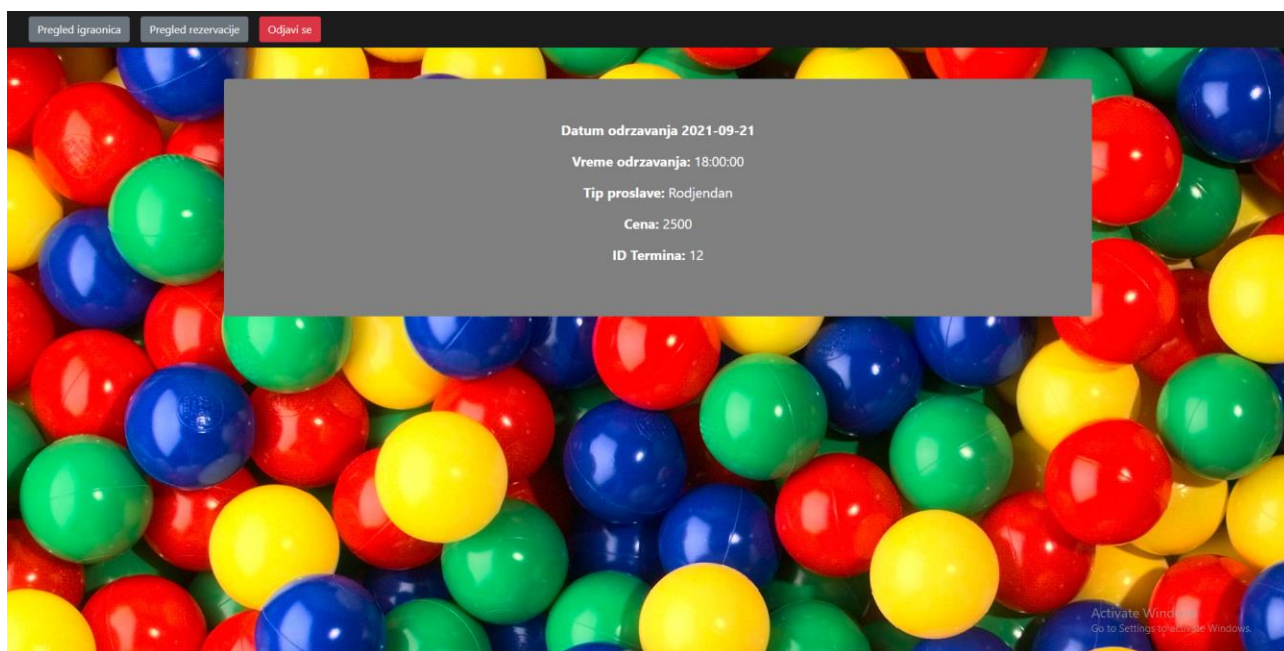 Pregled igraonica Pregled rezervacije Odjavi se
Datum odrzavanja 2021-09-21
Vreme odrzavanja: 18:00:00
Tip proslave: Rodjendan
Cena: 2500
ID Termina: 12
Activate Windows
Go to Settings to activate Windows.